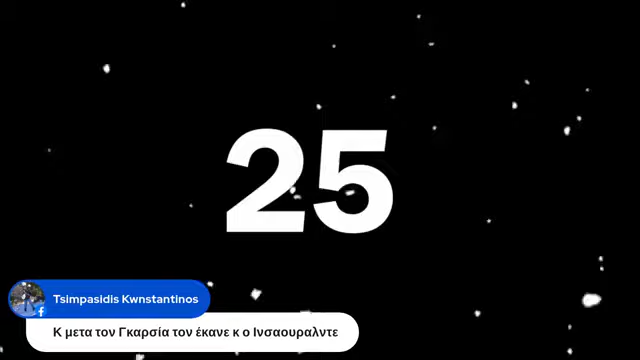 25
Tsimpasidis Kwnstantinos
Κ μετα τον Γκαρσία τον έκανε κ ο Ινσαουραλντε